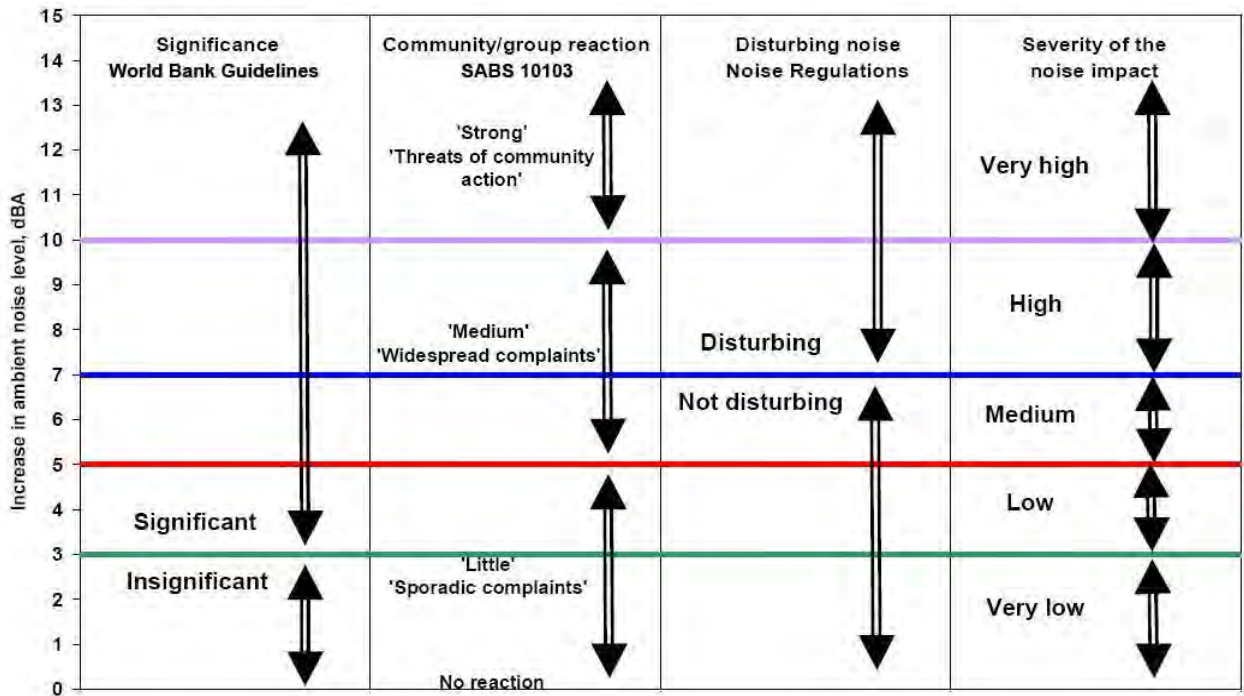 Increase in ambient noise level, dBA
15
14
13
12
11
10
9
8
7
6
5
4
3
2
1
0
Significance
World Bank Guidelines
Significant
Insignificant
Community/group reaction
SABS 10103
'Strong'
'Threats of community
action'
'Medium'
'Widespread complaints'
'Little'
'Sporadic complaints'
No reaction
Disturbing noise
Noise Regulations
Disturbing
Not disturbing
Severity of the
noise impact
Very high
High
Medium
Low
Very low